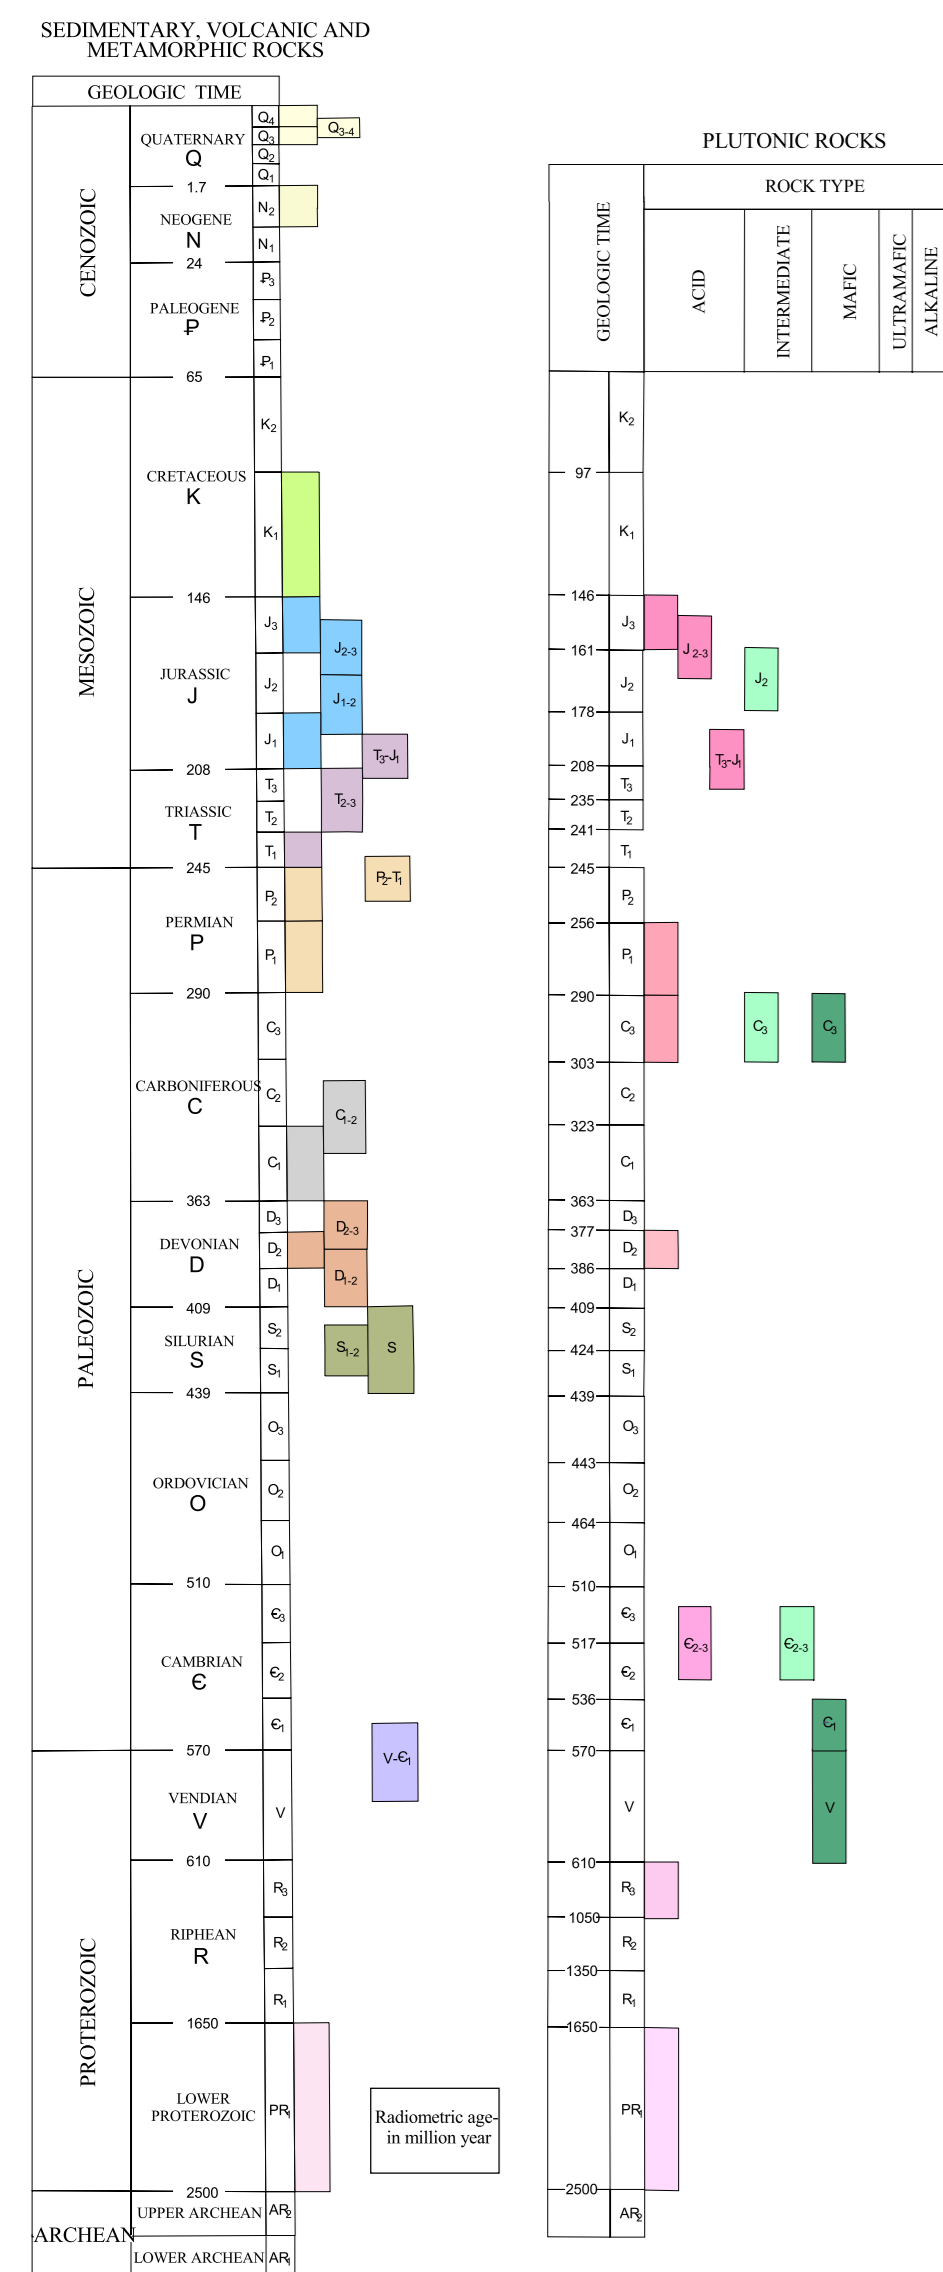 SEDIMENTARY, VOLCANIC AND
METAMORPHIC ROCKS
GEOLOGIC TIME
CENOZOIC
QUATERNARY
Q
Q4
Q3
Q2
Q1
Q3-4
1.7
NEOGENE
N
N2
N1
24
PALEOGENE
₽
₽3
₽2
₽1
65
MESOZOIC
CRETACEOUS
K
K2
K1
146
JURASSIC
J
J3
J2
J1
J2-3
J1-2
T3-J1
208
TRIASSIC
T
T3
T2
T1
T2-3
245
P2-T1
PALEOZOIC
PERMIAN
P
P2
P1
290
CARBONIFEROUS
C
C3
C2
C1
C1-2
363
DEVONIAN
D
D3
D2
D1
D2-3
D1-2
409
SILURIAN
S
S2
S1
S1-2
S
439
ORDOVICIAN
O
O3
O2
O1
510
CAMBRIAN
Є
Є3
Є2
Є1
V-Є1
570
PROTEROZOIC
VENDIAN
V
V
610
RIPHEAN
R
R3
R2
R1
1650
LOWER
PROTEROZOIC
PR1
2500
ARCHEAN
UPPER ARCHEAN
AR2
LOWER ARCHEAN
AR1
Radiometric age-
in million year
PLUTONIC ROCKS
GEOLOGIC TIME
ROCK TYPE
ACID
INTERMEDIATE
MAFIC
ULTRAMAFIC
ALKALINE
K2
97
K1
146
J3
J2-3
161
J2
J2
178
J1
T3-J1
208
T3
235
T2
241
T1
245
P2
256
P1
290
C3
C3
C3
303
C2
323
C1
363
D3
377
D2
386
D1
409
S2
424
S1
439
O3
443
O2
464
O1
510
Є3
Є2-3
Є2-3
517
Є2
536
Є1
Є1
570
V
V
610
R3
1050
R2
1350
R1
1650
PR1
2500
AR2